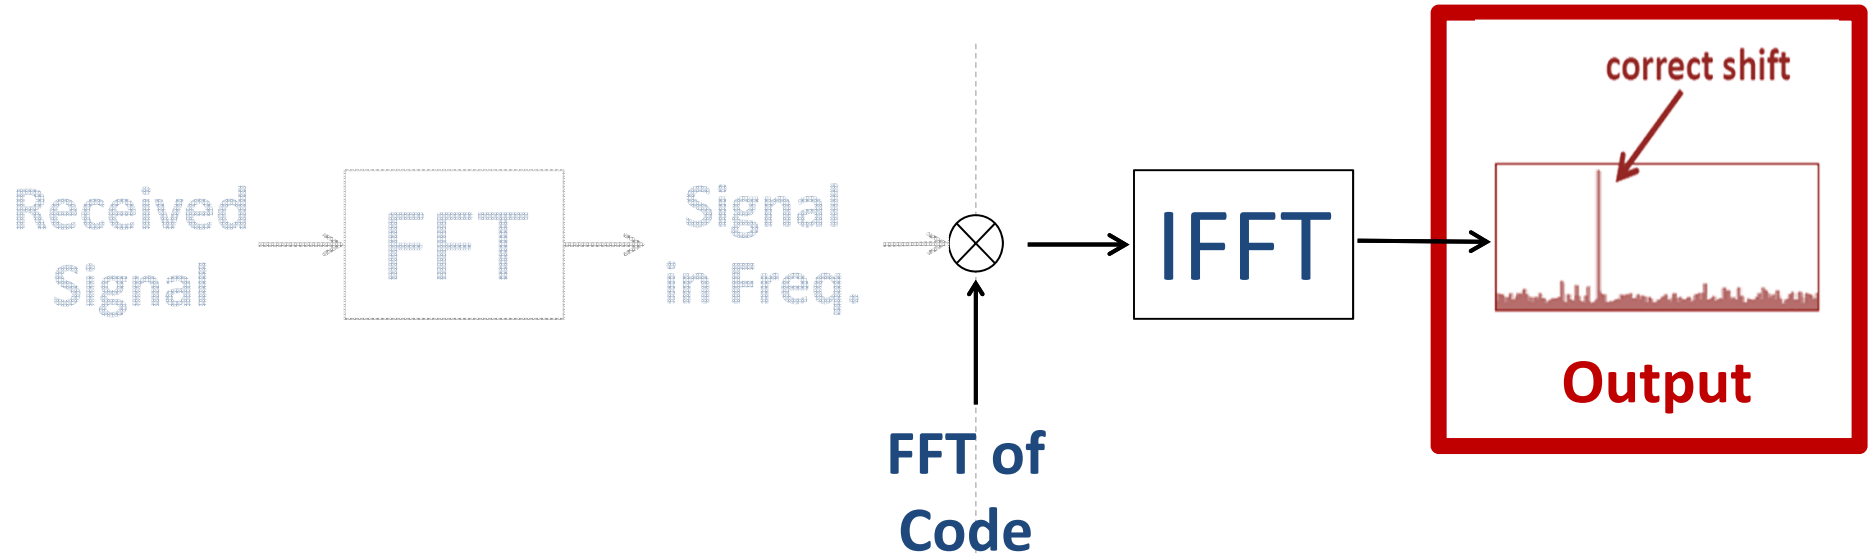 Received
Signal
FFT
Signal
in Freq.
FFT of
Code
IFFT
correct shift
Output